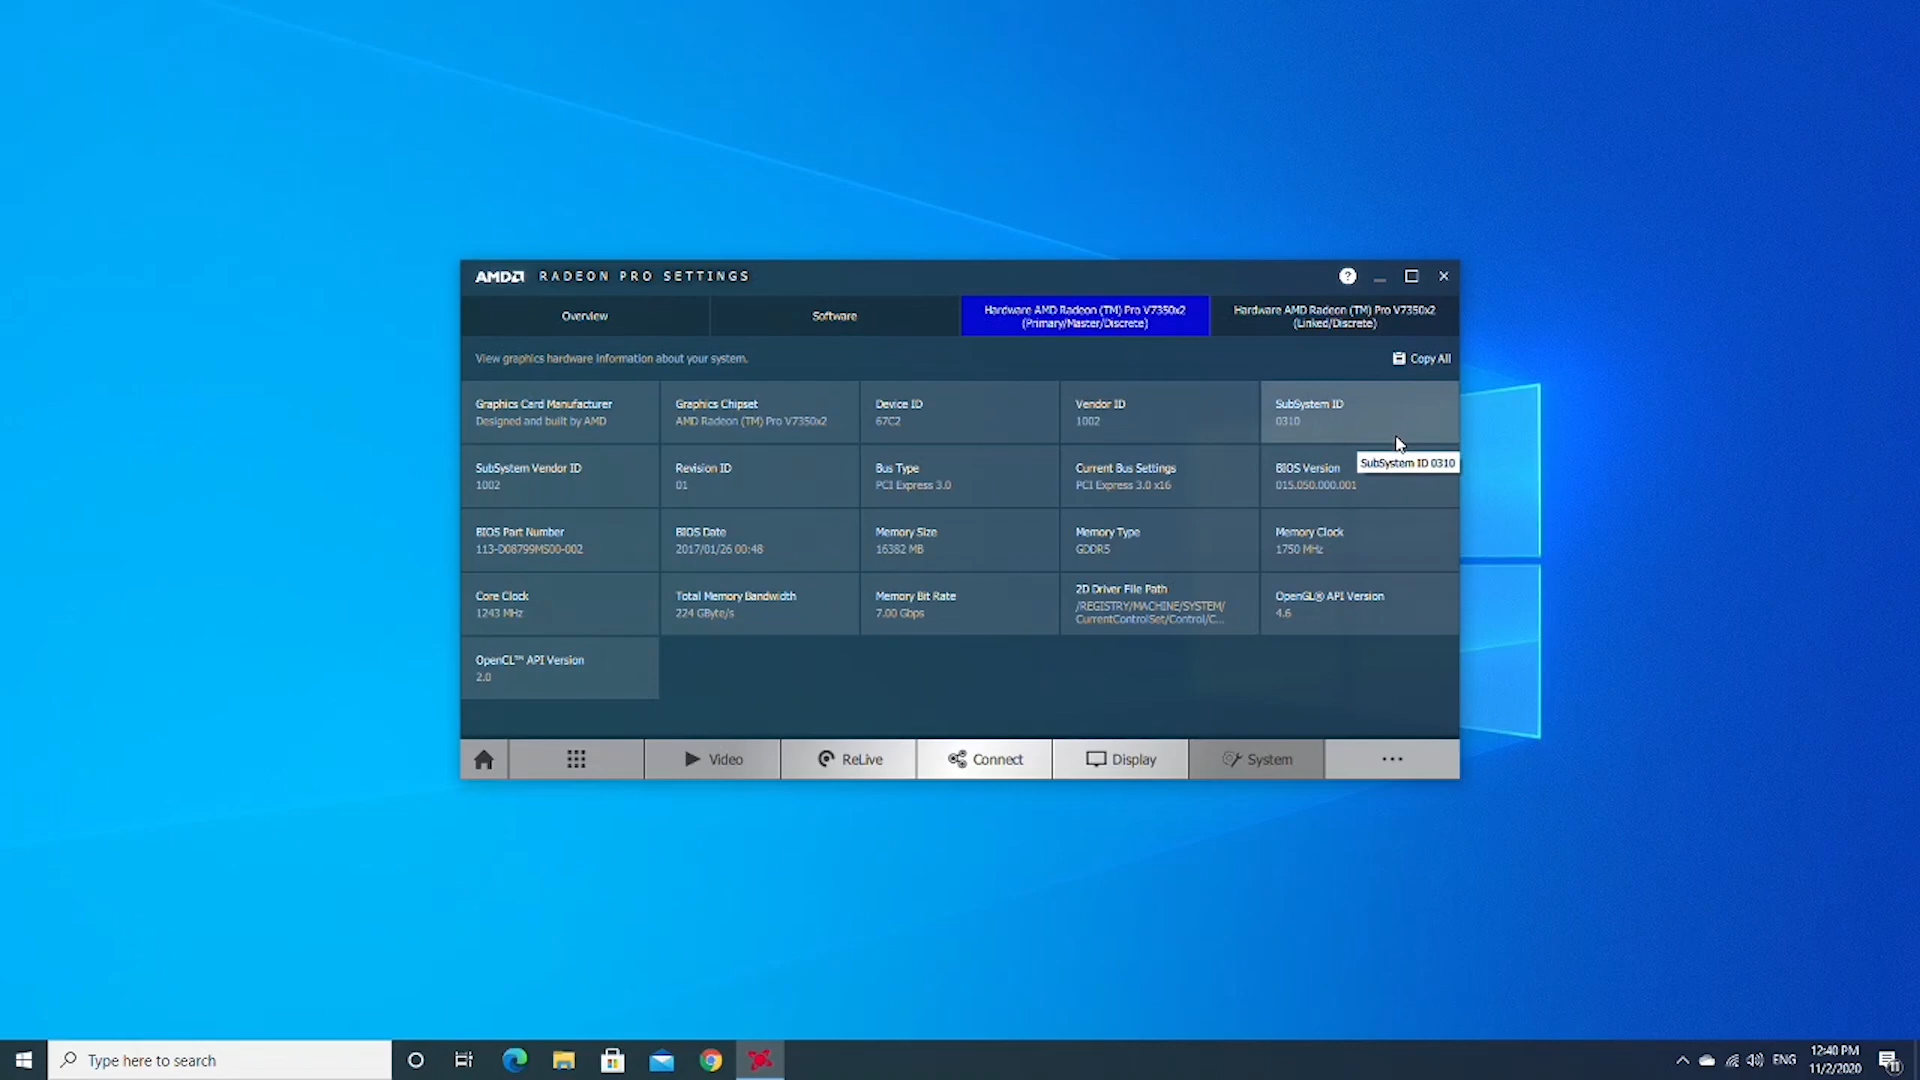 AMD RADEON PRO SETTINGS
?
Overview
Software
Hardware AMD Radeon (TM) Pro V7350x2
(Primary/Master/Discrete)
Hardware AMD Radeon (TM) Pro V7350x2
(Linked/Discrete)
View graphics hardware information about your system.
Copy All
Graphics Card Manufacturer
Designed and built by AMD
Graphics Chipset
AMD Radeon (TM) Pro V7350x2
Device ID
67C2
Vendor ID
1002
SubSystem ID
0310
SubSystem ID 0310
SubSystem Vendor ID
1002
Revision ID
01
Bus Type
PCI Express 3.0
Current Bus Settings
PCI Express 3.0 x16
BIOS Version
015.050.000.001
BIOS Part Number
113-D08799MS00-002
BIOS Date
2017/01/26 00:48
Memory Size
16382 MB
Memory Type
GDDR5
Memory Clock
1750 MHz
Core Clock
1243 MHz
Total Memory Bandwidth
224 GByte/s
Memory Bit Rate
7.00 Gbps
2D Driver File Path
/REGISTRY/MACHINE/SYSTEM/
CurrentControlSet/Control/C...
OpenGL® API Version
4.6
OpenCL™ API Version
2.0
Video
ReLive
Connect
Display
System
Type here to search
ENG
12:40 PM
11/2/2020
11